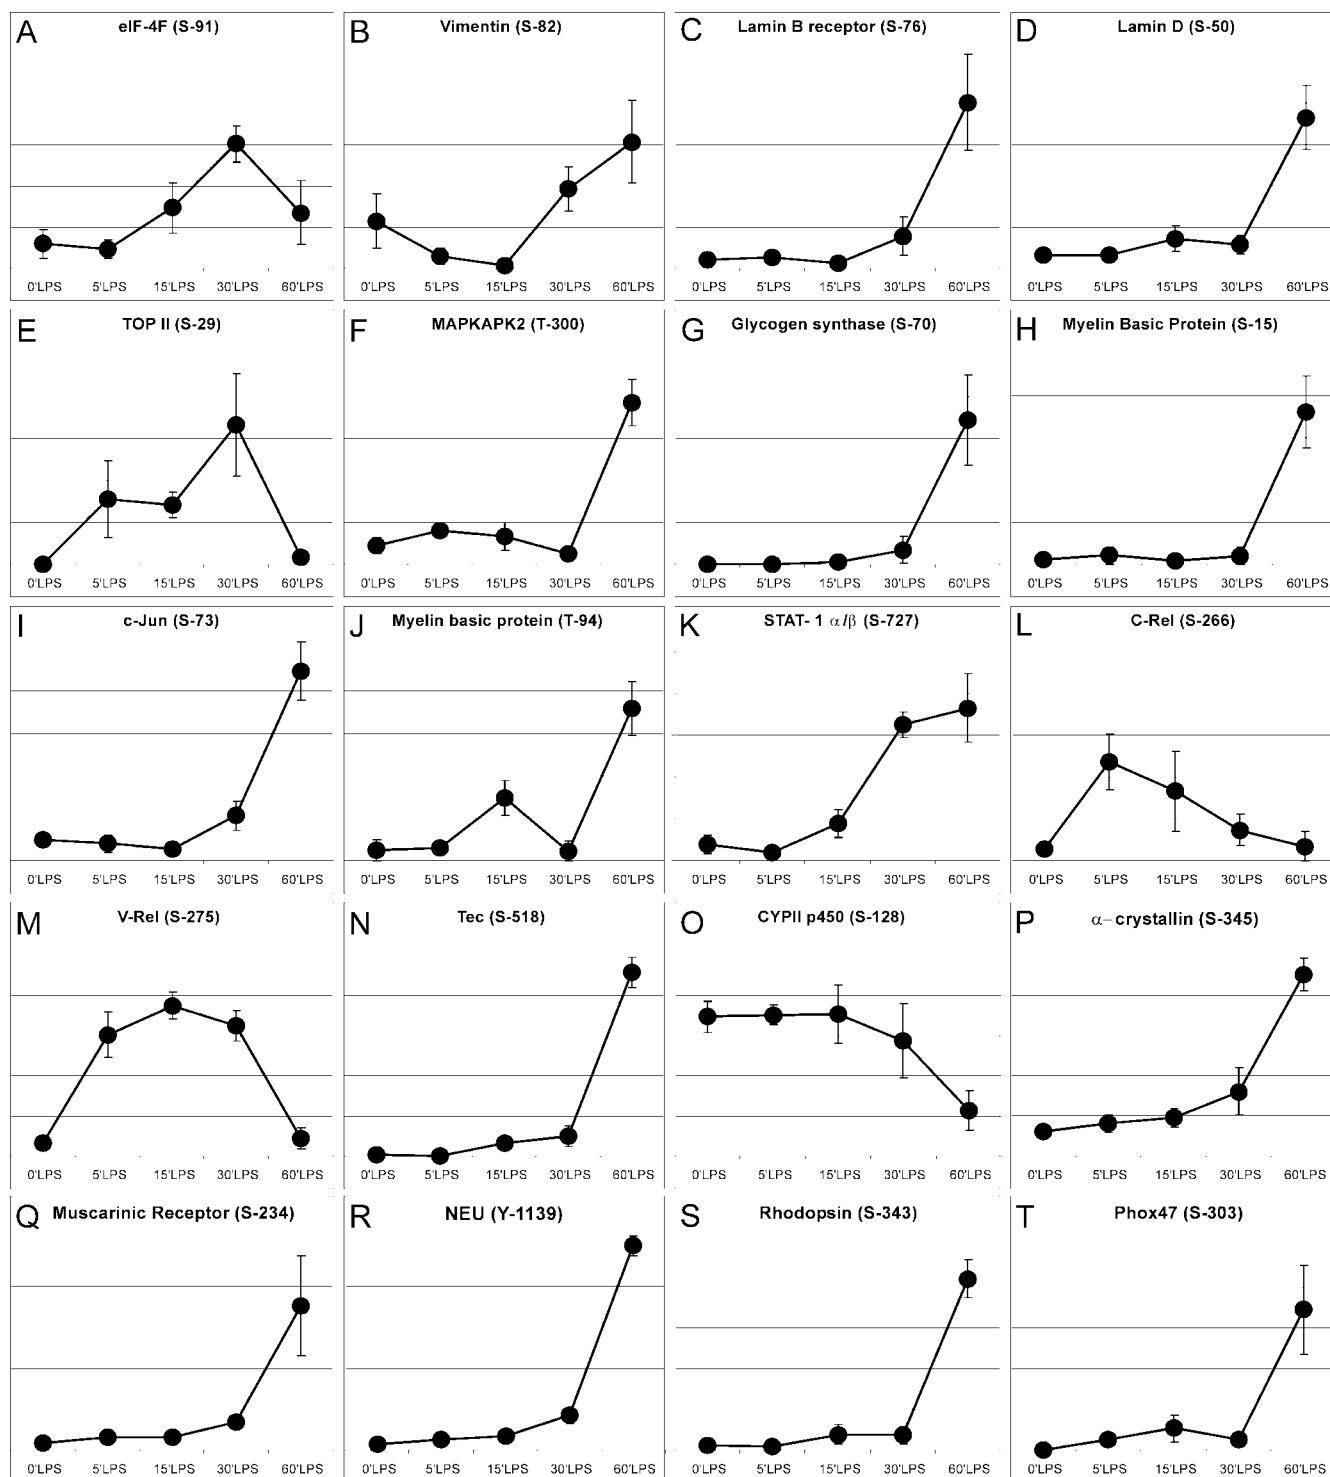 A eIF-4F (S-91)
B Vimentin (S-82)
C Lamin B receptor (S-76)
D Lamin D (S-50)
0'LPS 5'LPS 15'LPS 30'LPS 60'LPS
0'LPS 5'LPS 15'LPS 30'LPS 60'LPS
0'LPS 5'LPS 15'LPS 30'LPS 60'LPS
0'LPS 5'LPS 15'LPS 30'LPS 60'LPS
E TOP II (S-29)
F MAPKAPK2 (T-300)
G Glycogen synthase (S-70)
H Myelin Basic Protein (S-15)
0'LPS 5'LPS 15'LPS 30'LPS 60'LPS
0'LPS 5'LPS 15'LPS 30'LPS 60'LPS
0'LPS 5'LPS 15'LPS 30'LPS 60'LPS
0'LPS 5'LPS 15'LPS 30'LPS 60'LPS
I c-Jun (S-73)
J Myelin basic protein (T-94)
K STAT- 1 α/β (S-727)
L C-Rel (S-266)
0'LPS 5'LPS 15'LPS 30'LPS 60'LPS
0'LPS 5'LPS 15'LPS 30'LPS 60'LPS
0'LPS 5'LPS 15'LPS 30'LPS 60'LPS
0'LPS 5'LPS 15'LPS 30'LPS 60'LPS
M V-Rel (S-275)
N Tec (S-518)
O CYPII p450 (S-128)
P α- crystallin (S-345)
0'LPS 5'LPS 15'LPS 30'LPS 60'LPS
0'LPS 5'LPS 15'LPS 30'LPS 60'LPS
0'LPS 5'LPS 15'LPS 30'LPS 60'LPS
0'LPS 5'LPS 15'LPS 30'LPS 60'LPS
Q Muscarinic Receptor (S-234)
R NEU (Y-1139)
S Rhodopsin (S-343)
T Phox47 (S-303)
0'LPS 5'LPS 15'LPS 30'LPS 60'LPS
0'LPS 5'LPS 15'LPS 30'LPS 60'LPS
0'LPS 5'LPS 15'LPS 30'LPS 60'LPS
0'LPS 5'LPS 15'LPS 30'LPS 60'LPS